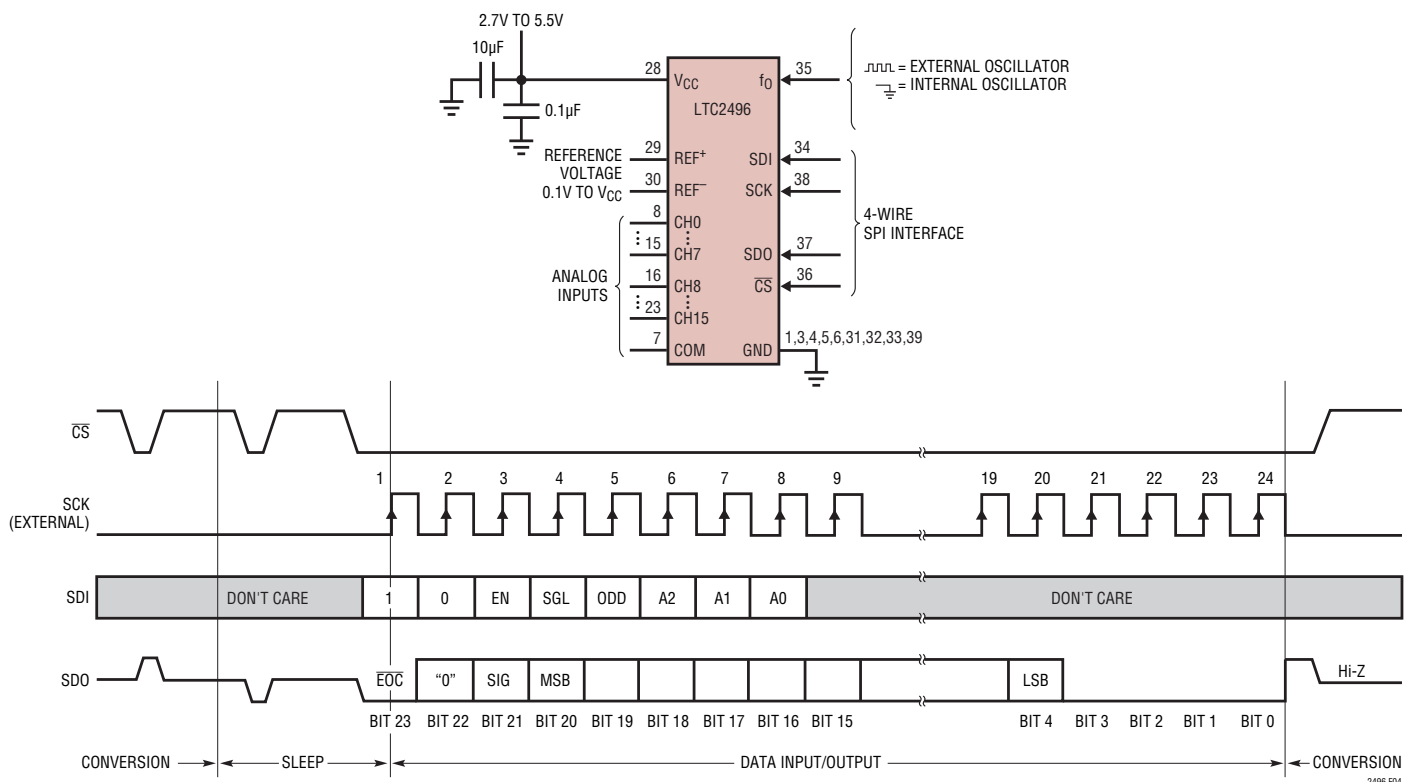 2.7V TO 5.5V
10µF
0.1µF
28 VCC
LTC2496
fO 35
= EXTERNAL OSCILLATOR
= INTERNAL OSCILLATOR
REFERENCE
VOLTAGE
0.1V TO VCC
29 REF+
30 REF–
SDI 34
SCK 38
SDO 37
CS 36
4-WIRE
SPI INTERFACE
ANALOG
INPUTS
8 CH0
15 CH7
16 CH8
23 CH15
7 COM
GND 1,3,4,5,6,31,32,33,39
CS
1 2 3 4 5 6 7 8 9 19 20 21 22 23 24
SCK
(EXTERNAL)
SDI DON'T CARE 1 0 EN SGL ODD A2 A1 A0 DON'T CARE
SDO EOC “0” SIG MSB LSB Hi-Z
BIT 23 BIT 22 BIT 21 BIT 20 BIT 19 BIT 18 BIT 17 BIT 16 BIT 15 BIT 4 BIT 3 BIT 2 BIT 1 BIT 0
CONVERSION SLEEP DATA INPUT/OUTPUT CONVERSION
2496 F04